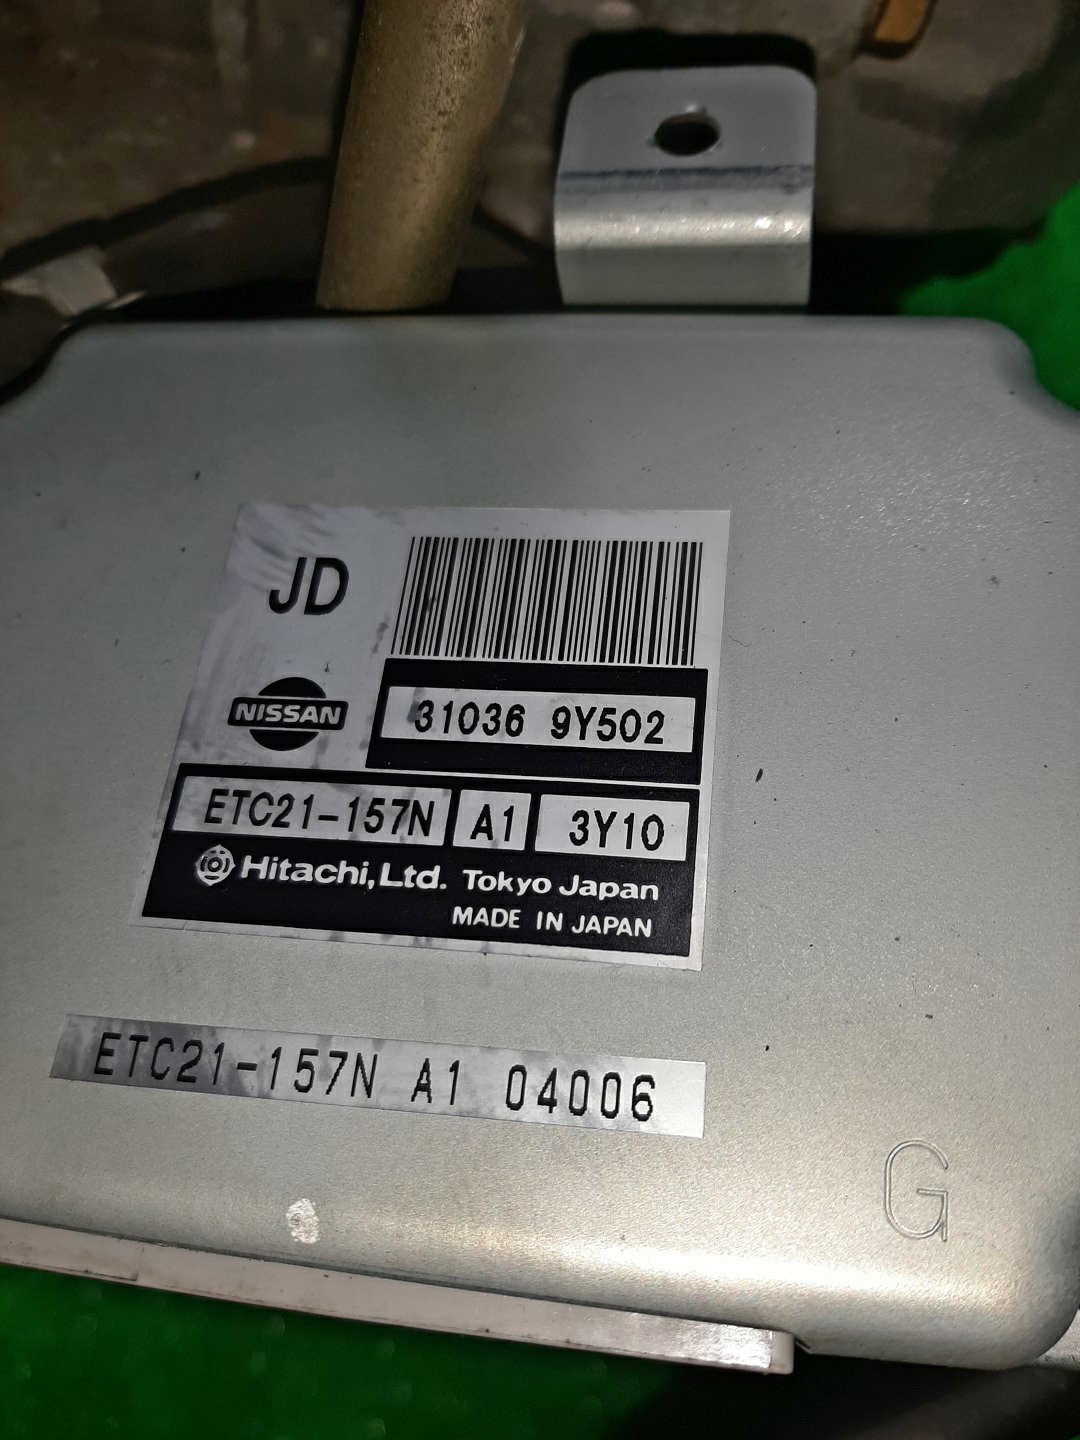 JD
NISSAN
31036 9Y502
ETC21-157N A1 3Y10
Hitachi, Ltd. Tokyo Japan
MADE IN JAPAN
ETC21-157N A1 04006
G